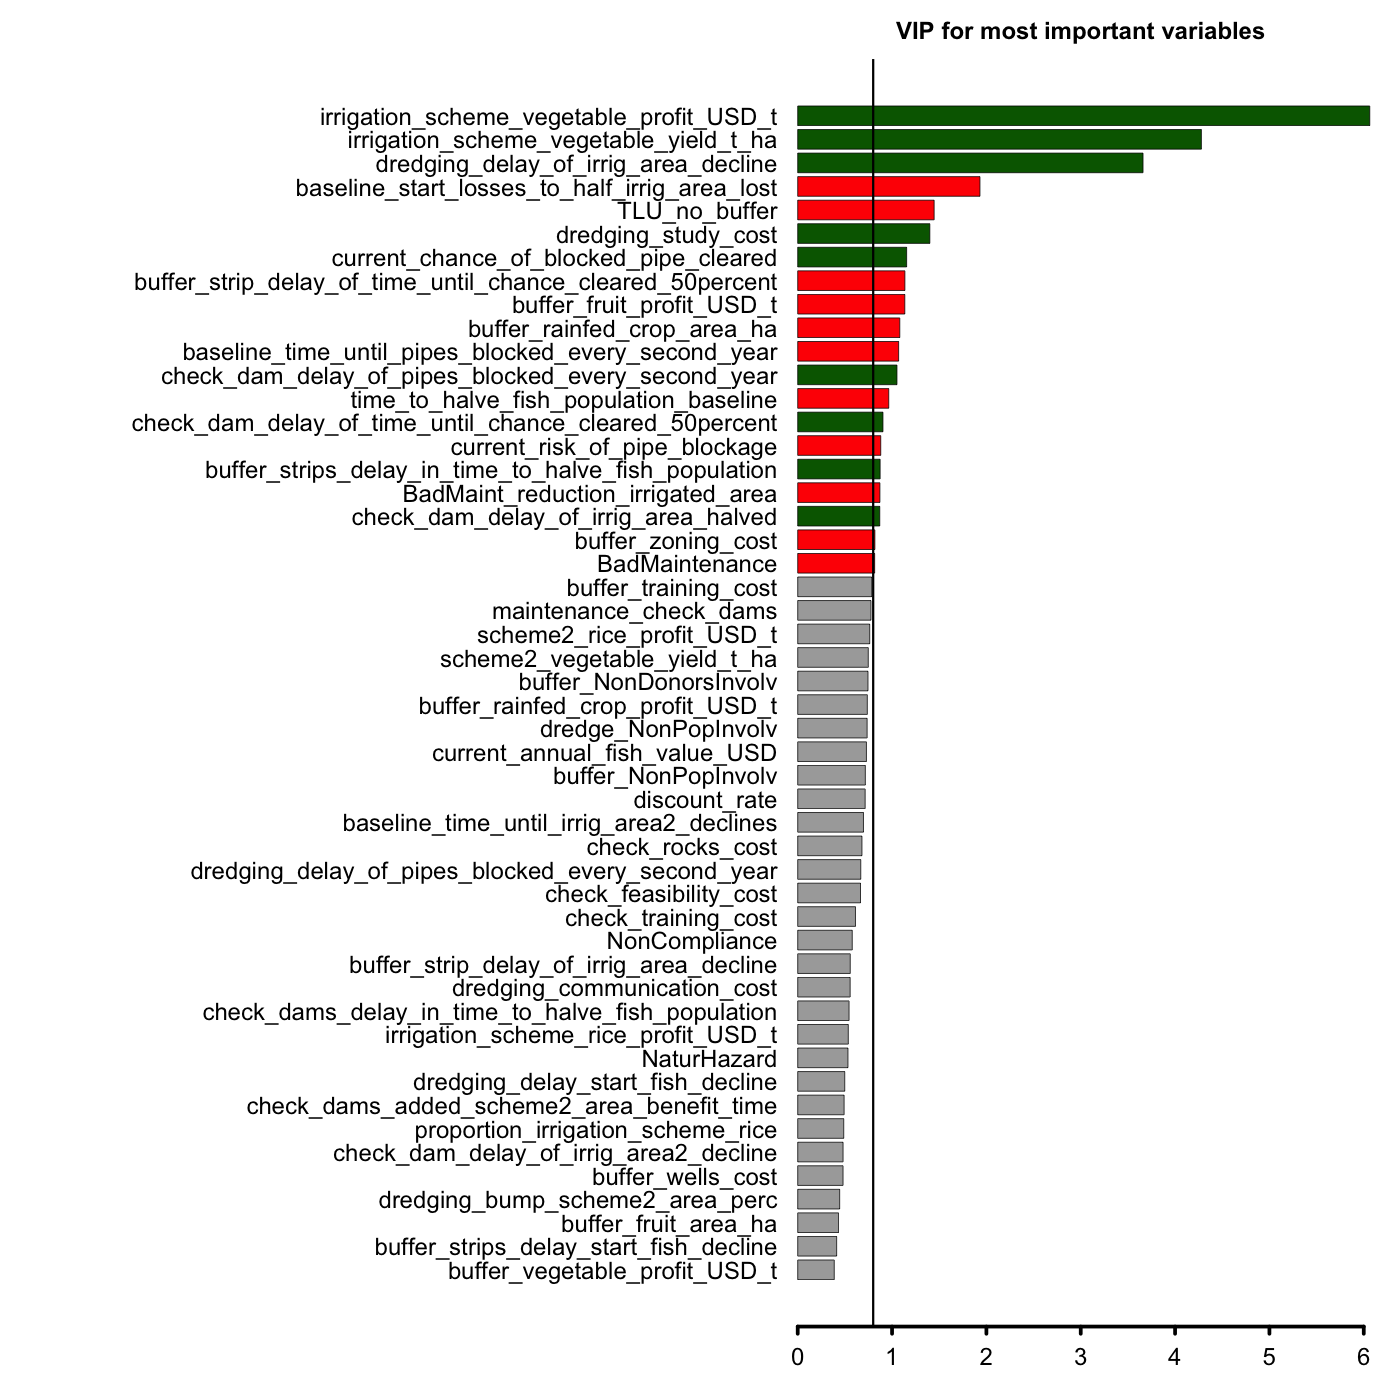 VIP for most important variables
irrigation_scheme_vegetable_profit_USD_t
irrigation_scheme_vegetable_yield_t_ha
dredging_delay_of_irrig_area_decline
baseline_start_losses_to_half_irrig_area_lost
TLU_no_buffer
dredging_study_cost
current_chance_of_blocked_pipe_cleared
buffer_strip_delay_of_time_until_chance_cleared_50percent
buffer_fruit_profit_USD_t
buffer_rainfed_crop_area_ha
baseline_time_until_pipes_blocked_every_second_year
check_dam_delay_of_pipes_blocked_every_second_year
time_to_halve_fish_population_baseline
check_dam_delay_of_time_until_chance_cleared_50percent
current_risk_of_pipe_blockage
buffer_strips_delay_in_time_to_halve_fish_population
BadMaint_reduction_irrigated_area
check_dam_delay_of_irrig_area_halved
buffer_zoning_cost
BadMaintenance
buffer_training_cost
maintenance_check_dams
scheme2_rice_profit_USD_t
scheme2_vegetable_yield_t_ha
buffer_NonDonorsInvolv
buffer_rainfed_crop_profit_USD_t
dredge_NonPopInvolv
current_annual_fish_value_USD
buffer_NonPopInvolv
discount_rate
baseline_time_until_irrig_area2_declines
check_rocks_cost
dredging_delay_of_pipes_blocked_every_second_year
check_feasibility_cost
check_training_cost
NonCompliance
buffer_strip_delay_of_irrig_area_decline
dredging_communication_cost
check_dams_delay_in_time_to_halve_fish_population
irrigation_scheme_rice_profit_USD_t
NaturHazard
dredging_delay_start_fish_decline
check_dams_added_scheme2_area_benefit_time
proportion_irrigation_scheme_rice
check_dam_delay_of_irrig_area2_decline
buffer_wells_cost
dredging_bump_scheme2_area_perc
buffer_fruit_area_ha
buffer_strips_delay_start_fish_decline
buffer_vegetable_profit_USD_t
0 1 2 3 4 5 6